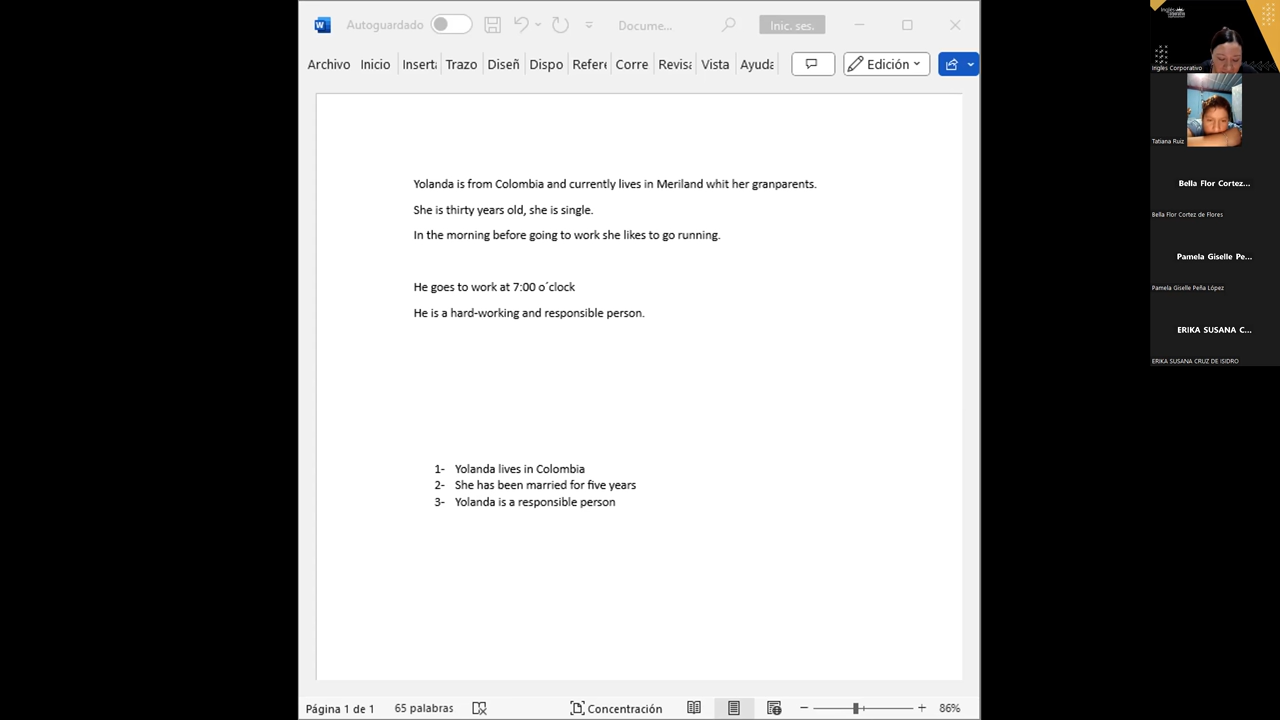 Autoguardado
Docume...
Inic. ses.
Archivo Inicio Inserta Trazo Diseñ Dispo Refere Corre Revisa Vista Ayuda Edición
Yolanda is from Colombia and currently lives in Meriland whit her granparents.
She is thirty years old, she is single.
In the morning before going to work she likes to go running.
He goes to work at 7:00 o´clock
He is a hard-working and responsible person.
1- Yolanda lives in Colombia
2- She has been married for five years
3- Yolanda is a responsible person
Página 1 de 1 65 palabras Concentración 86%
Inglés Corporativo
Tatiana Ruiz
Bella Flor Cortez...
Bella Flor Cortez de Flores
Pamela Giselle Pe...
Pamela Giselle Peña López
ERIKA SUSANA C...
ERIKA SUSANA CRUZ DE ISIDRO